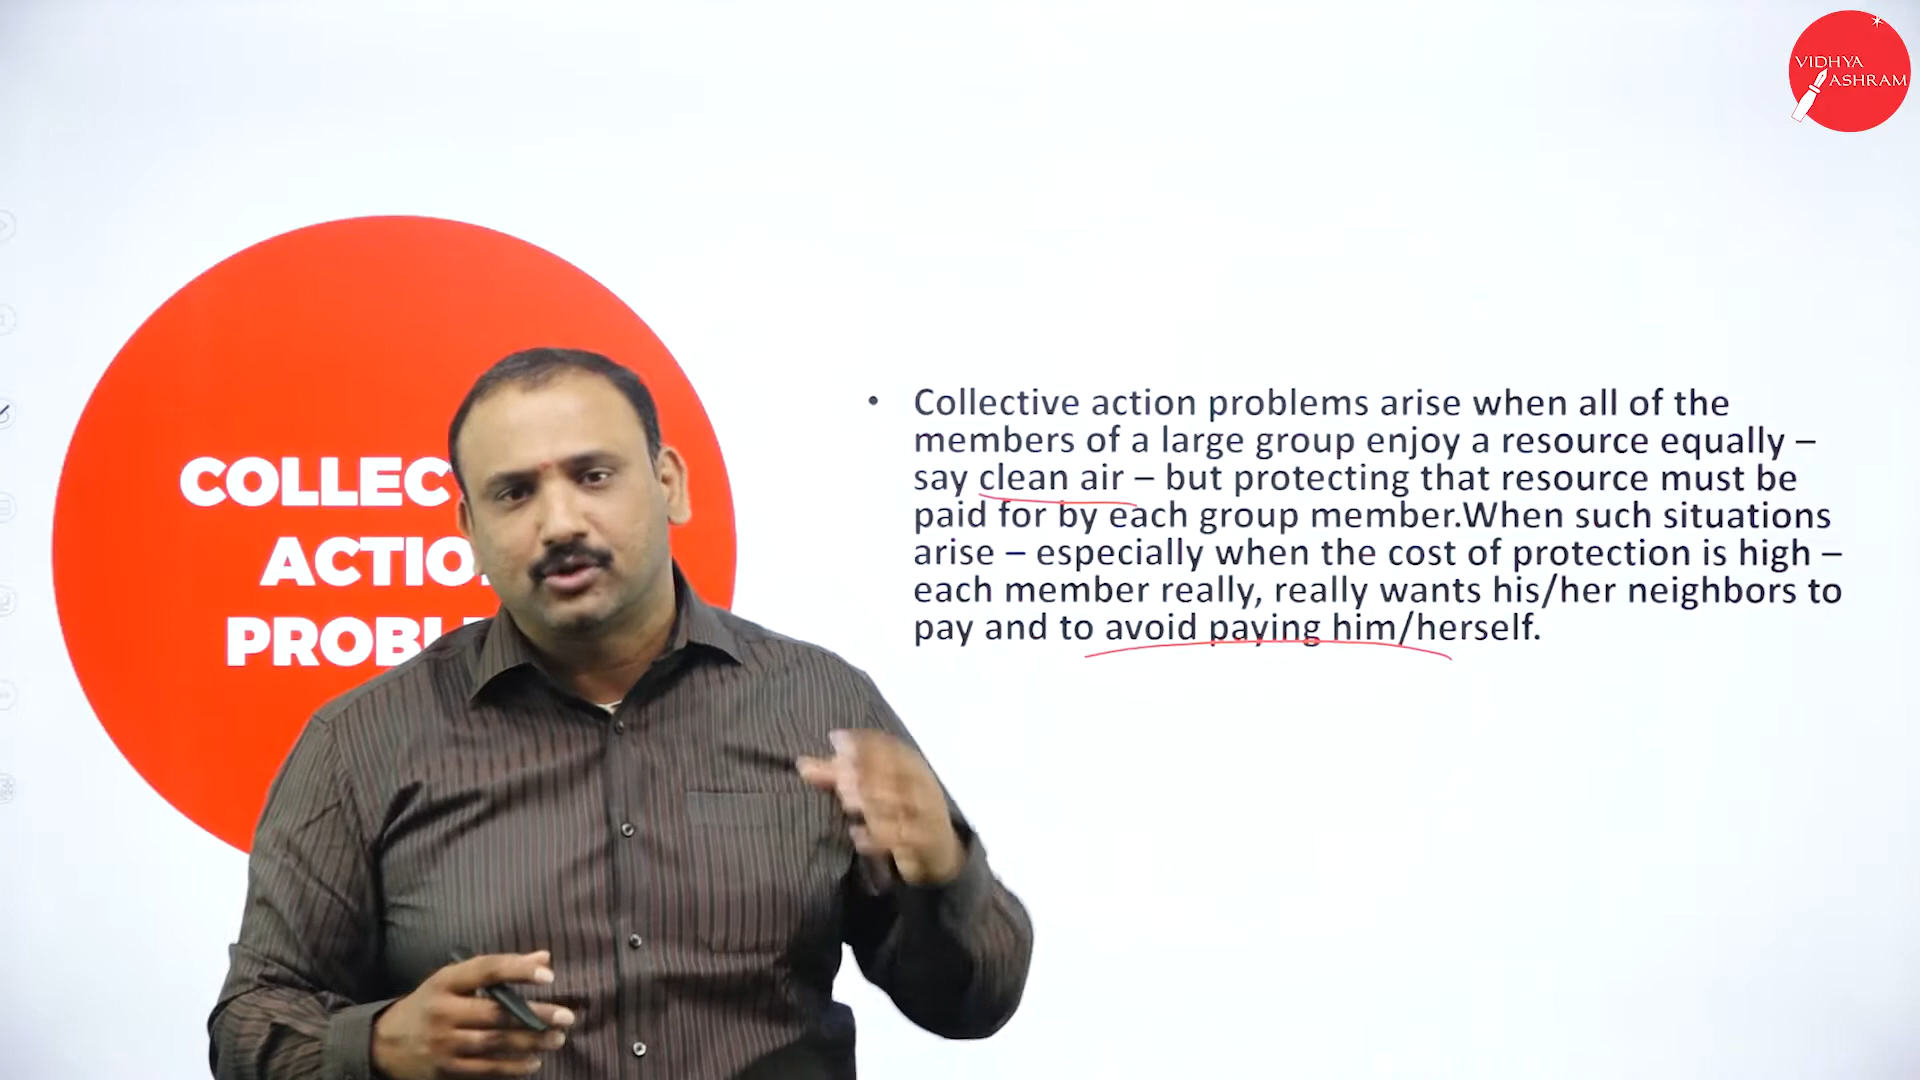 VIDHYA
ASHRAM
COLLEC
ACTIO
PROBL
• Collective action problems arise when all of the
members of a large group enjoy a resource equally –
say clean air – but protecting that resource must be
paid for by each group member.When such situations
arise – especially when the cost of protection is high –
each member really, really wants his/her neighbors to
pay and to avoid paying him/herself.